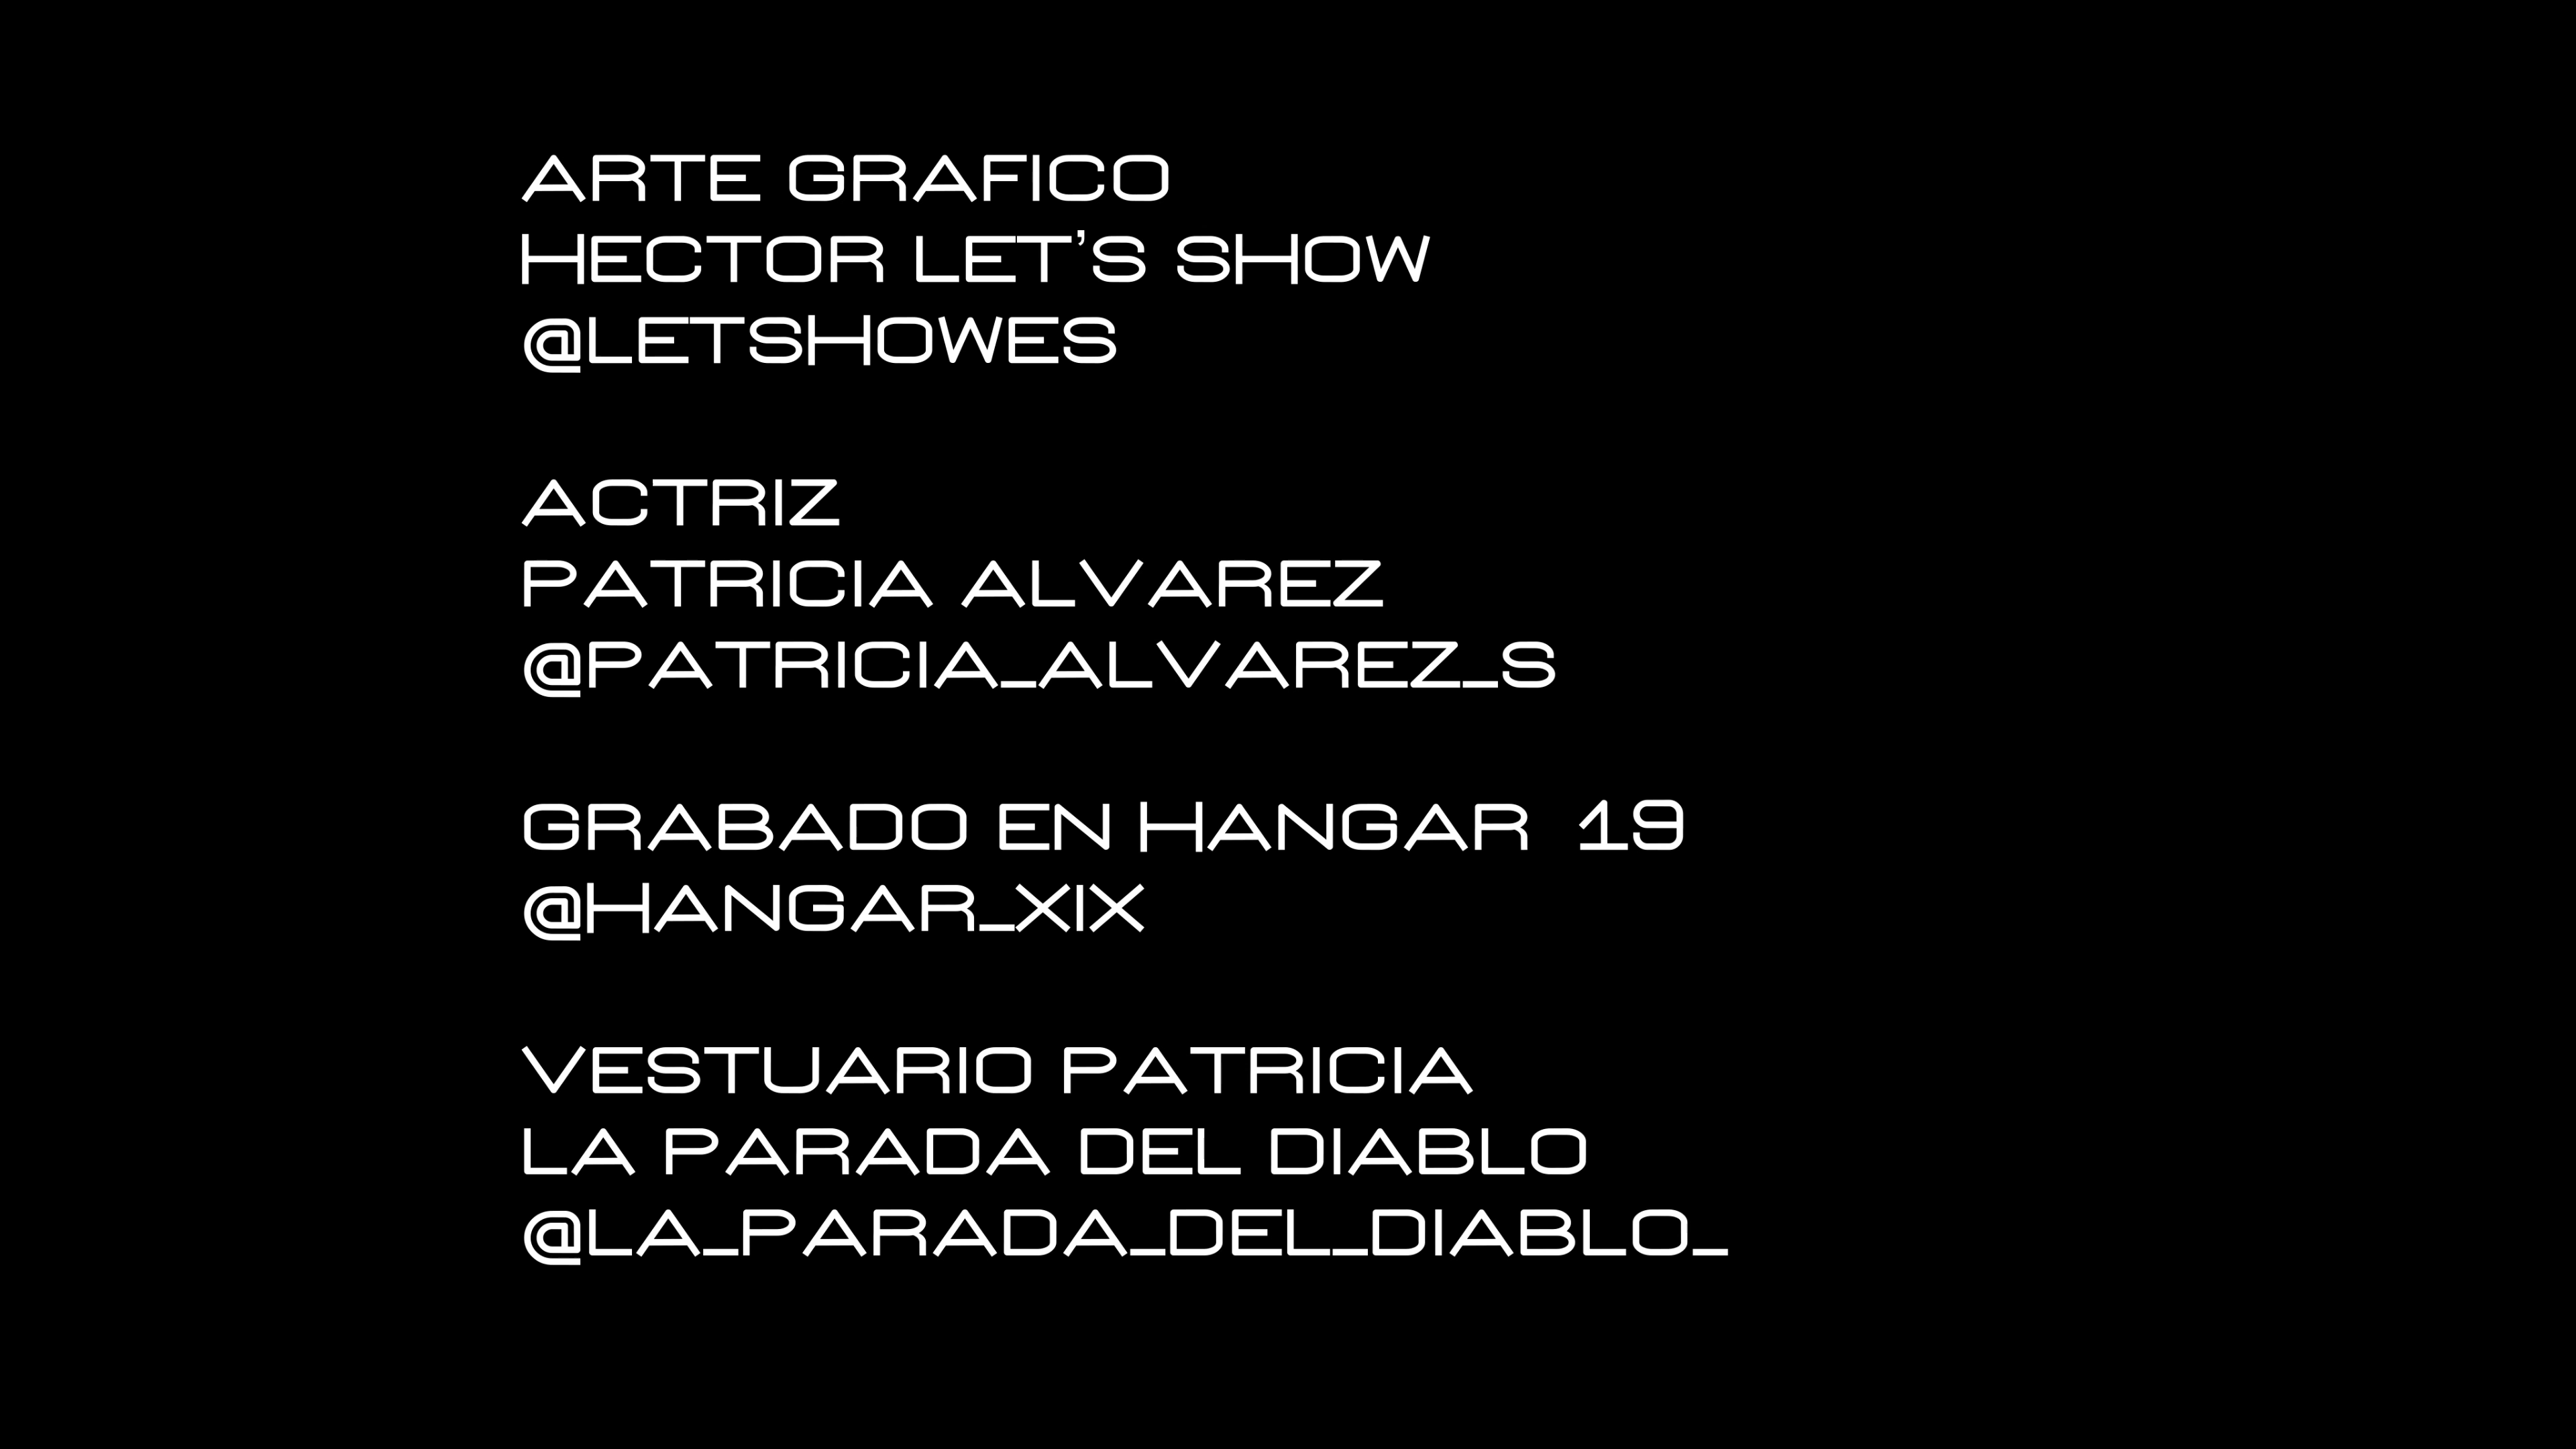 ARTE GRAFICO
HECTOR LET'S SHOW
@LETSHOWES
ACTRIZ
PATRICIA ALVAREZ
@PATRICIA_ALVAREZ_S
GRABADO EN HANGAR 19
@HANGAR_XIX
VESTUARIO PATRICIA
LA PARADA DEL DIABLO
@LA_PARADA_DEL_DIABLO_